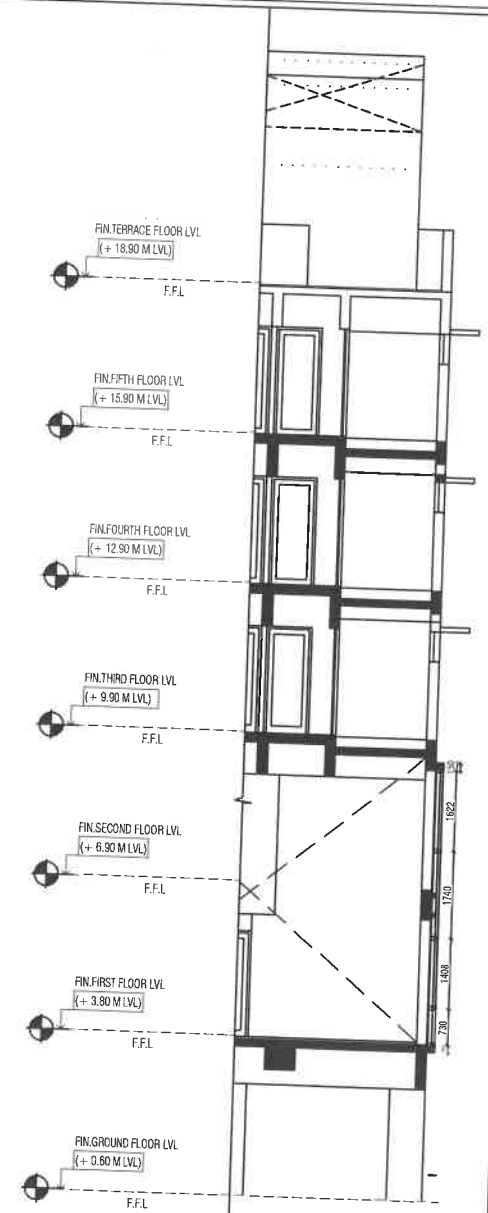 FIN.TERRACE FLOOR LVL
(+ 18.90 M LVL)
F.F.L
FIN.FIFTH FLOOR LVL
(+ 15.90 M LVL)
F.F.L
FIN.FOURTH FLOOR LVL
(+ 12.90 M LVL)
F.F.L
FIN.THIRD FLOOR LVL
(+ 9.90 M LVL)
F.F.L
130
1622
FIN.SECOND FLOOR LVL
(+ 6.90 M LVL)
F.F.L
1740
1408
FIN.FIRST FLOOR LVL
(+ 3.80 M LVL)
F.F.L
730
FIN.GROUND FLOOR LVL
(+ 0.60 M LVL)
F.F.L